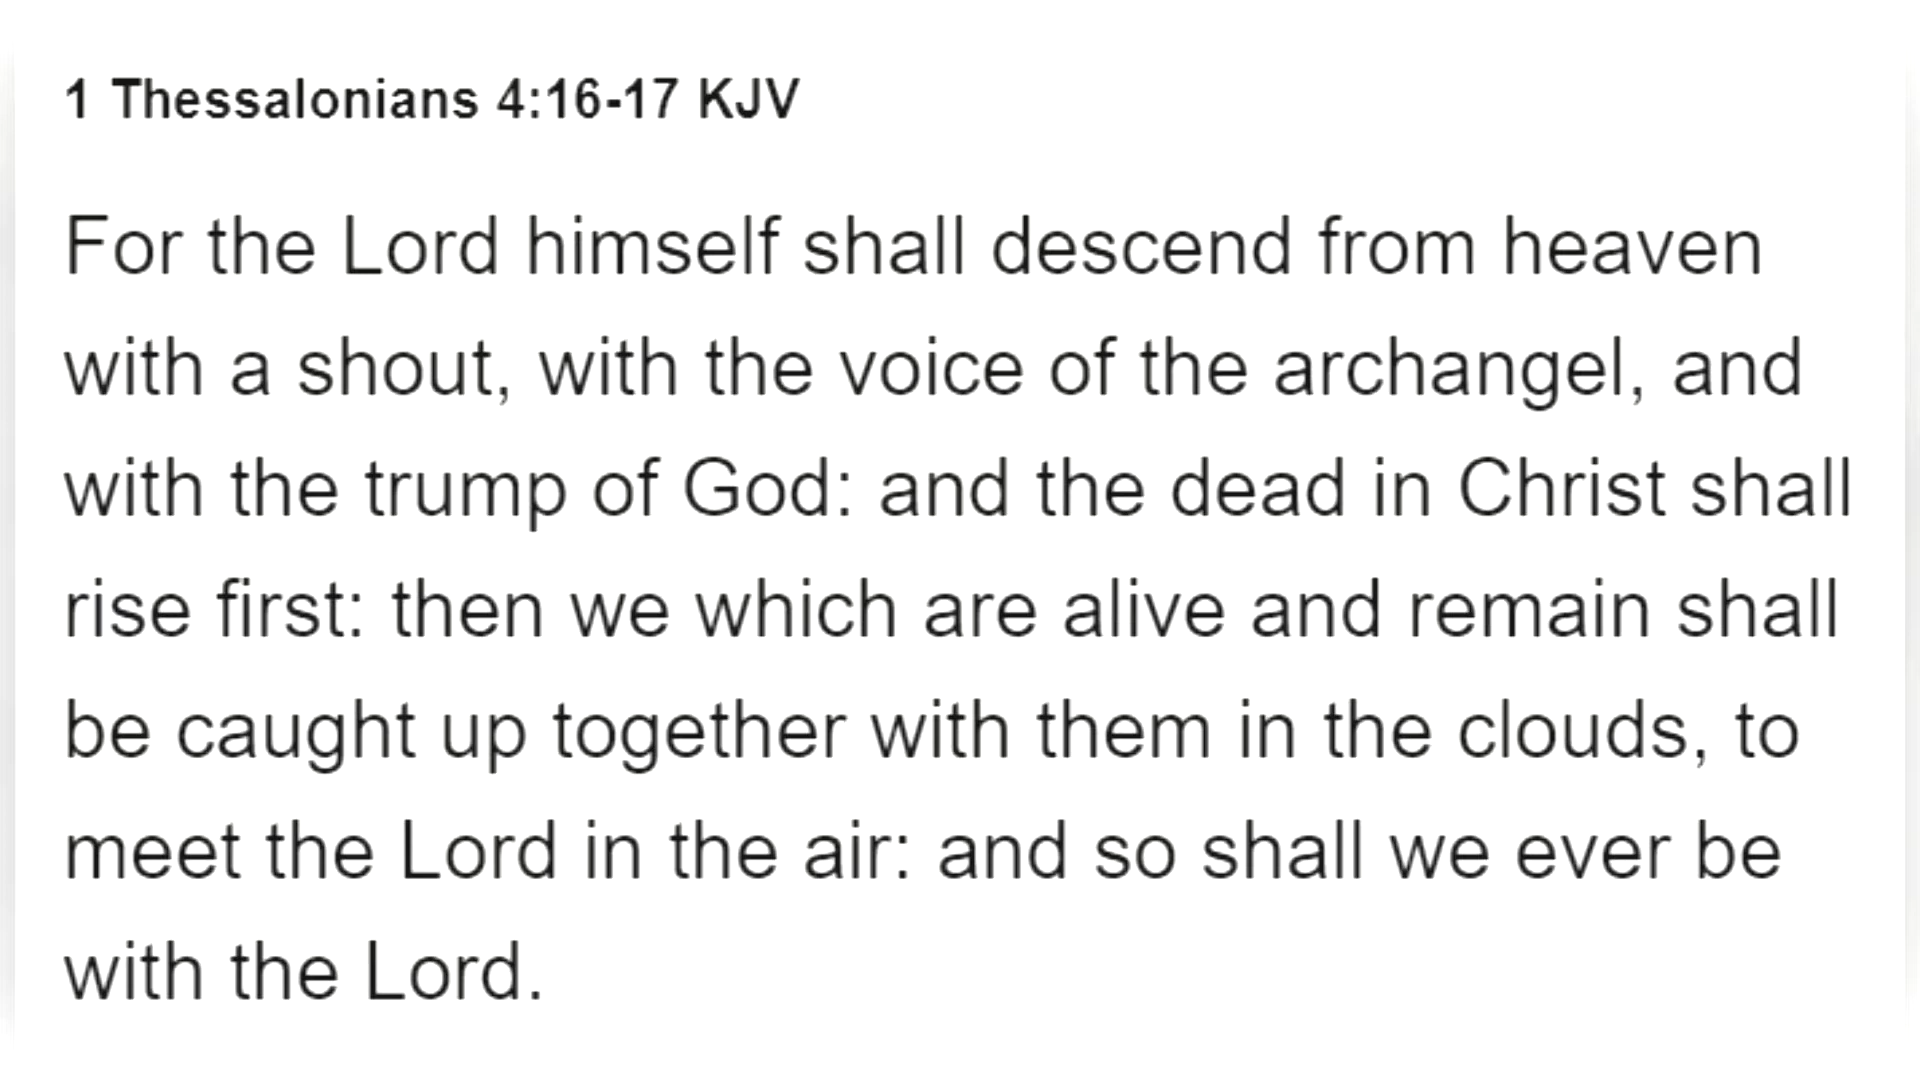 1 Thessalonians 4:16-17 KJV
For the Lord himself shall descend from heaven
with a shout, with the voice of the archangel, and
with the trump of God: and the dead in Christ shall
rise first: then we which are alive and remain shall
be caught up together with them in the clouds, to
meet the Lord in the air: and so shall we ever be
with the Lord.